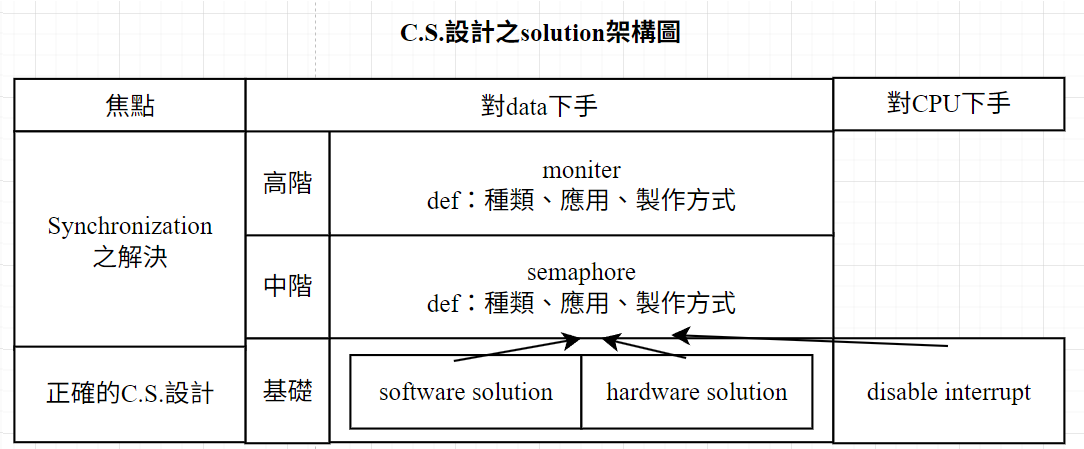 C.S.設計之solution架構圖
焦點
對data下手
對CPU下手
Synchronization
之解決
高階
moniter
def：種類、應用、製作方式
中階
semaphore
def：種類、應用、製作方式
正確的C.S.設計
基礎
software solution
hardware solution
disable interrupt